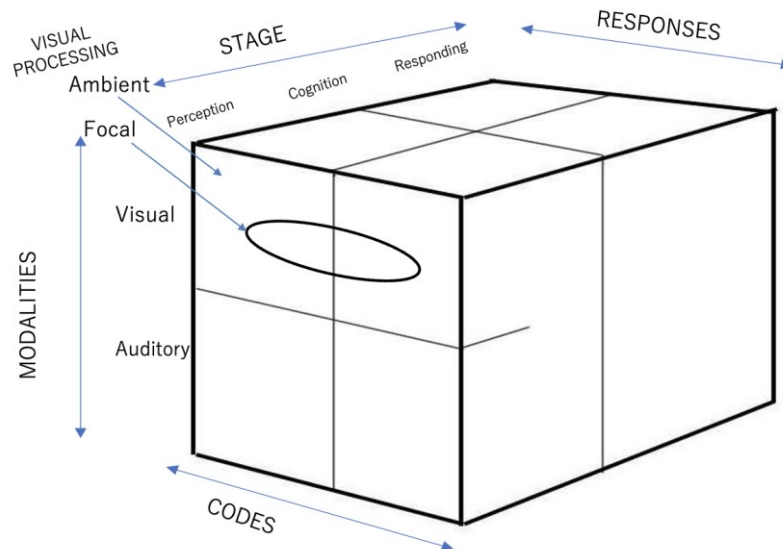 VISUAL
PROCESSING
STAGE
RESPONSES
Ambient
Perception
Cognition
Responding
Focal
Visual
MODALITIES
Auditory
CODES